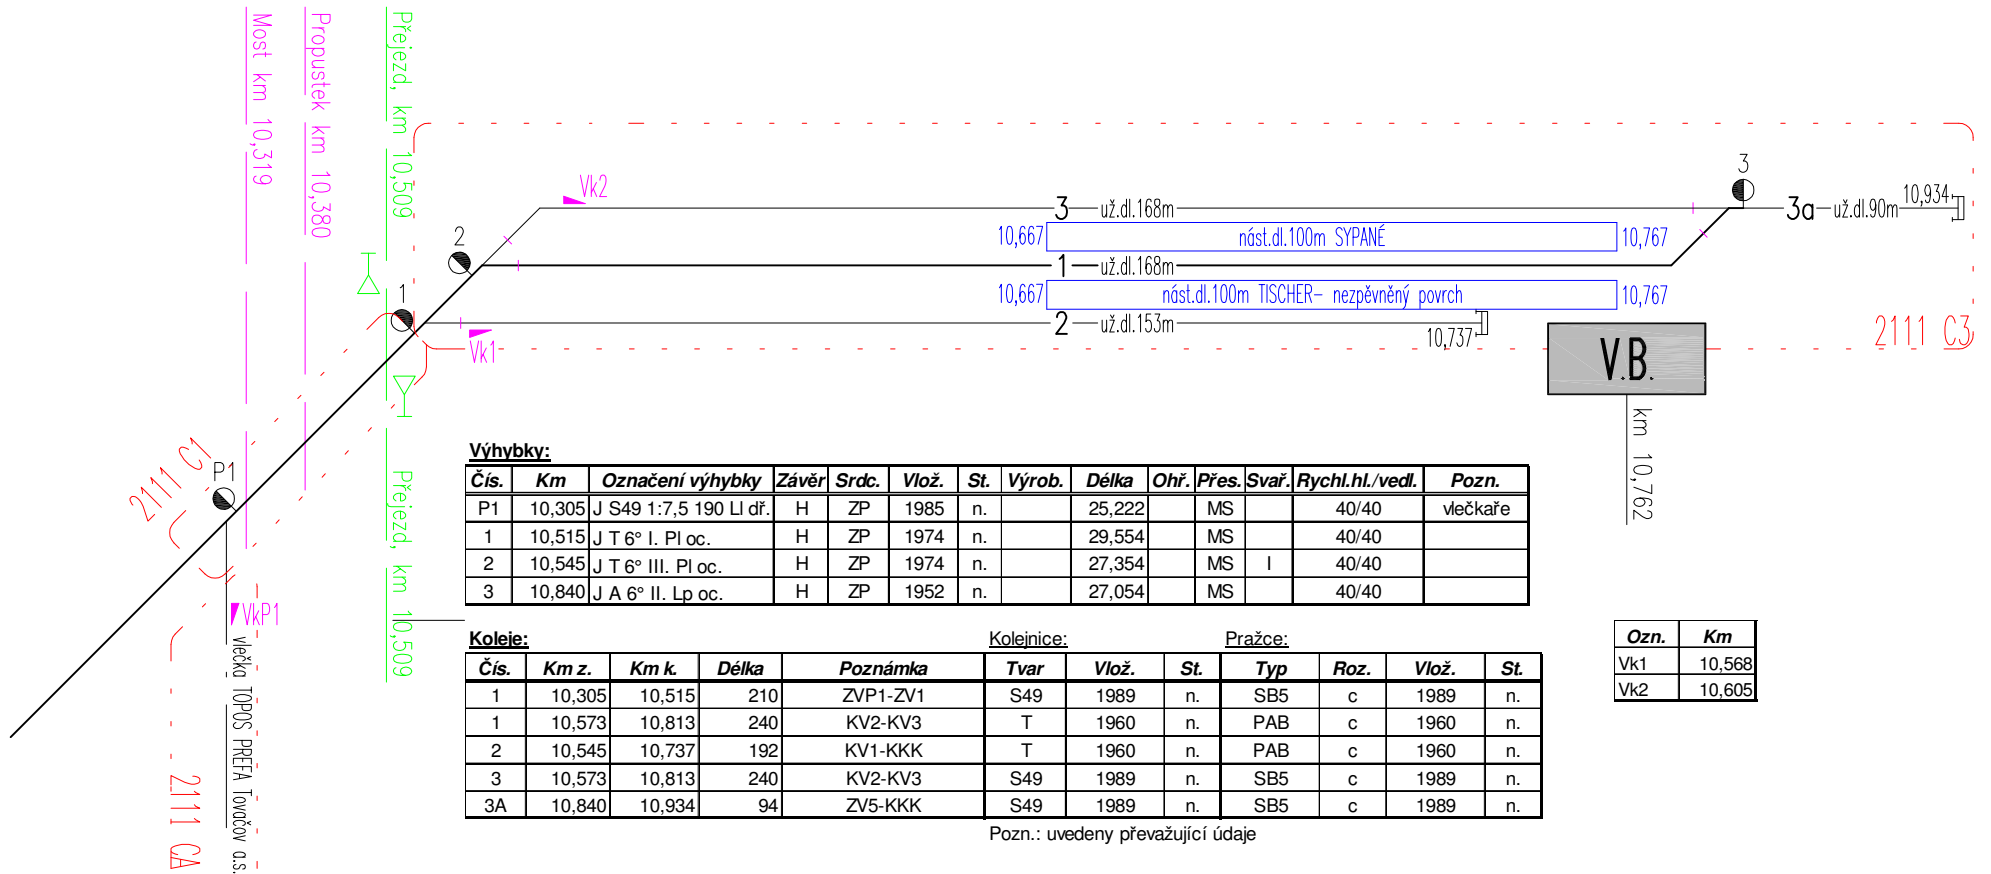 Most km 10,319
Propustek km 10,380
Přejezd, km 10,509
Vk2
3
2
3 už.dl.168m
3a už.dl.90m
10,934
10,667 nást.dl.100m SYPANÉ 10,767
1 už.dl.168m
1
10,667 nást.dl.100m TISCHER– nezpěvněný povrch 10,767
2 už.dl.153m
10,737
Vk1
2111 C3
V.B.
km 10,762
2111 C1
P1
Přejezd, km 10,509
VkP1
vlečka TOPOS PREFA Tovačov a.s.
2111 CA
Výhybky:
Čís. Km Označení výhybky Závěr Srdc. Vlož. St. Výrob. Délka Ohř. Přes. Svař. Rychl.hl./vedl. Pozn.
P1 10,305 J S49 1:7,5 190 Ll dř. H ZP 1985 n. 25,222 MS 40/40 vlečkaře
1 10,515 J T 6° I. Pl oc. H ZP 1974 n. 29,554 MS 40/40
2 10,545 J T 6° III. Pl oc. H ZP 1974 n. 27,354 MS I 40/40
3 10,840 J A 6° II. Lp oc. H ZP 1952 n. 27,054 MS 40/40
Koleje: Kolejnice: Pražce:
Čís. Km z. Km k. Délka Poznámka Tvar Vlož. St. Typ Roz. Vlož. St.
1 10,305 10,515 210 ZVP1-ZV1 S49 1989 n. SB5 c 1989 n.
1 10,573 10,813 240 KV2-KV3 T 1960 n. PAB c 1960 n.
2 10,545 10,737 192 KV1-KKK T 1960 n. PAB c 1960 n.
3 10,573 10,813 240 KV2-KV3 S49 1989 n. SB5 c 1989 n.
3A 10,840 10,934 94 ZV5-KKK S49 1989 n. SB5 c 1989 n.
Pozn.: uvedeny převažující údaje
Ozn. Km
Vk1 10,568
Vk2 10,605